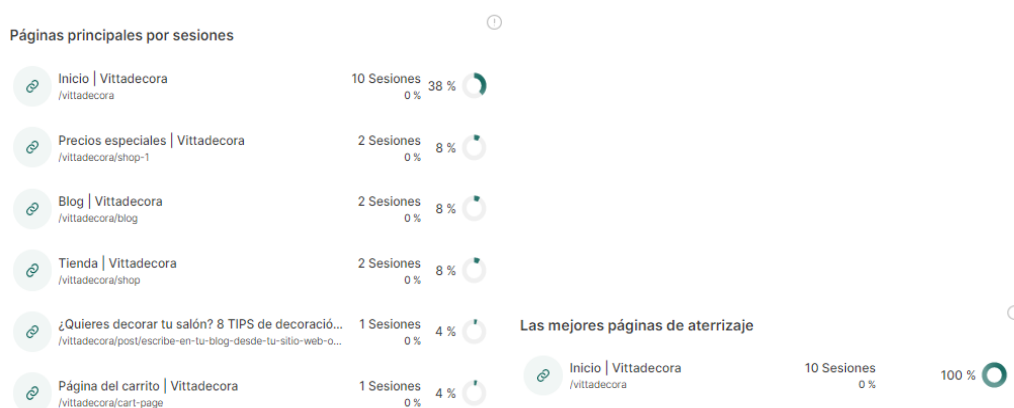 Páginas principales por sesiones
Inicio | Vittadecora
10 Sesiones
38 %
/vittadecora
0 %
Precios especiales | Vittadecora
2 Sesiones
8 %
/vittadecora/shop-1
0 %
Blog | Vittadecora
2 Sesiones
8 %
/vittadecora/blog
0 %
Tienda | Vittadecora
2 Sesiones
8 %
/vittadecora/shop
0 %
¿Quieres decorar tu salón? 8 TIPS de decoració...
1 Sesiones
4 %
/vittadecora/post/escribe-en-tu-blog-desde-tu-sitio-web-o...
0 %
Página del carrito | Vittadecora
1 Sesiones
4 %
/vittadecora/cart-page
0 %
Las mejores páginas de aterrizaje
Inicio | Vittadecora
10 Sesiones
100 %
/vittadecora
0 %